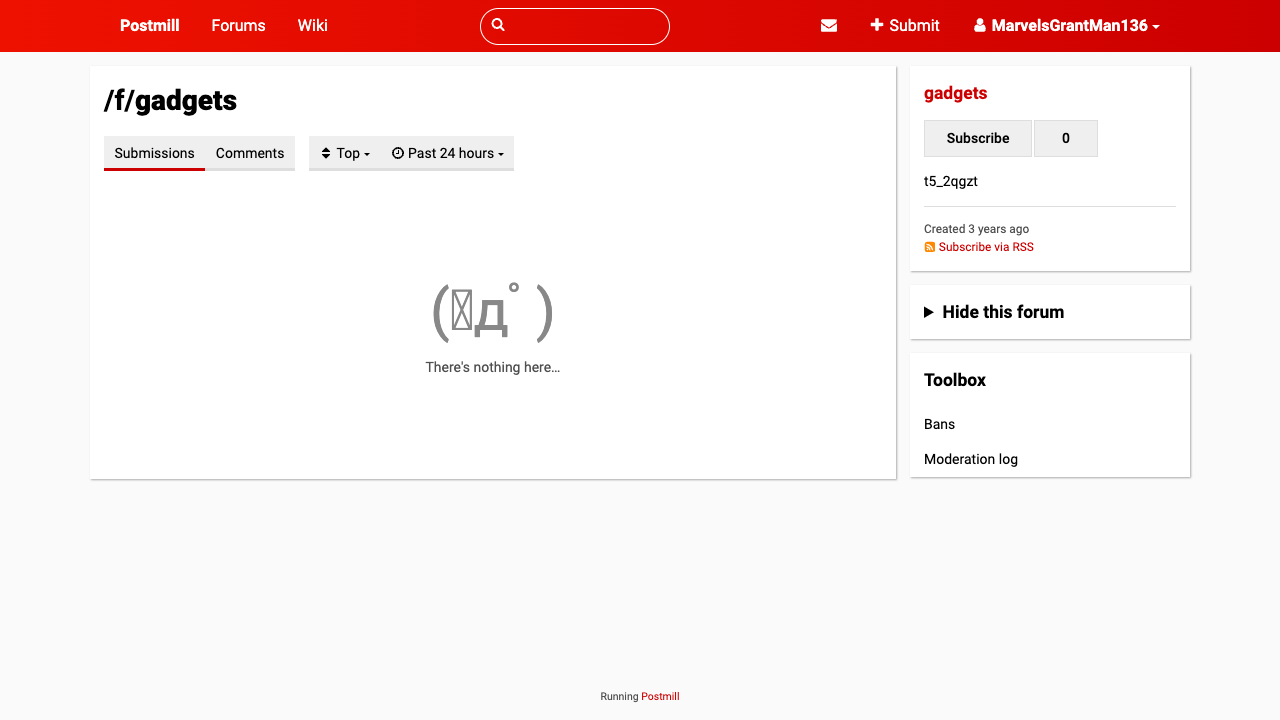 Postmill Forums Wiki Submit MarvelsGrantMan136
/f/gadgets
Submissions Comments Top Past 24 hours
There's nothing here…
gadgets
Subscribe 0
t5_2qgzt
Created 3 years ago
Subscribe via RSS
Hide this forum
Toolbox
Bans
Moderation log
Running Postmill